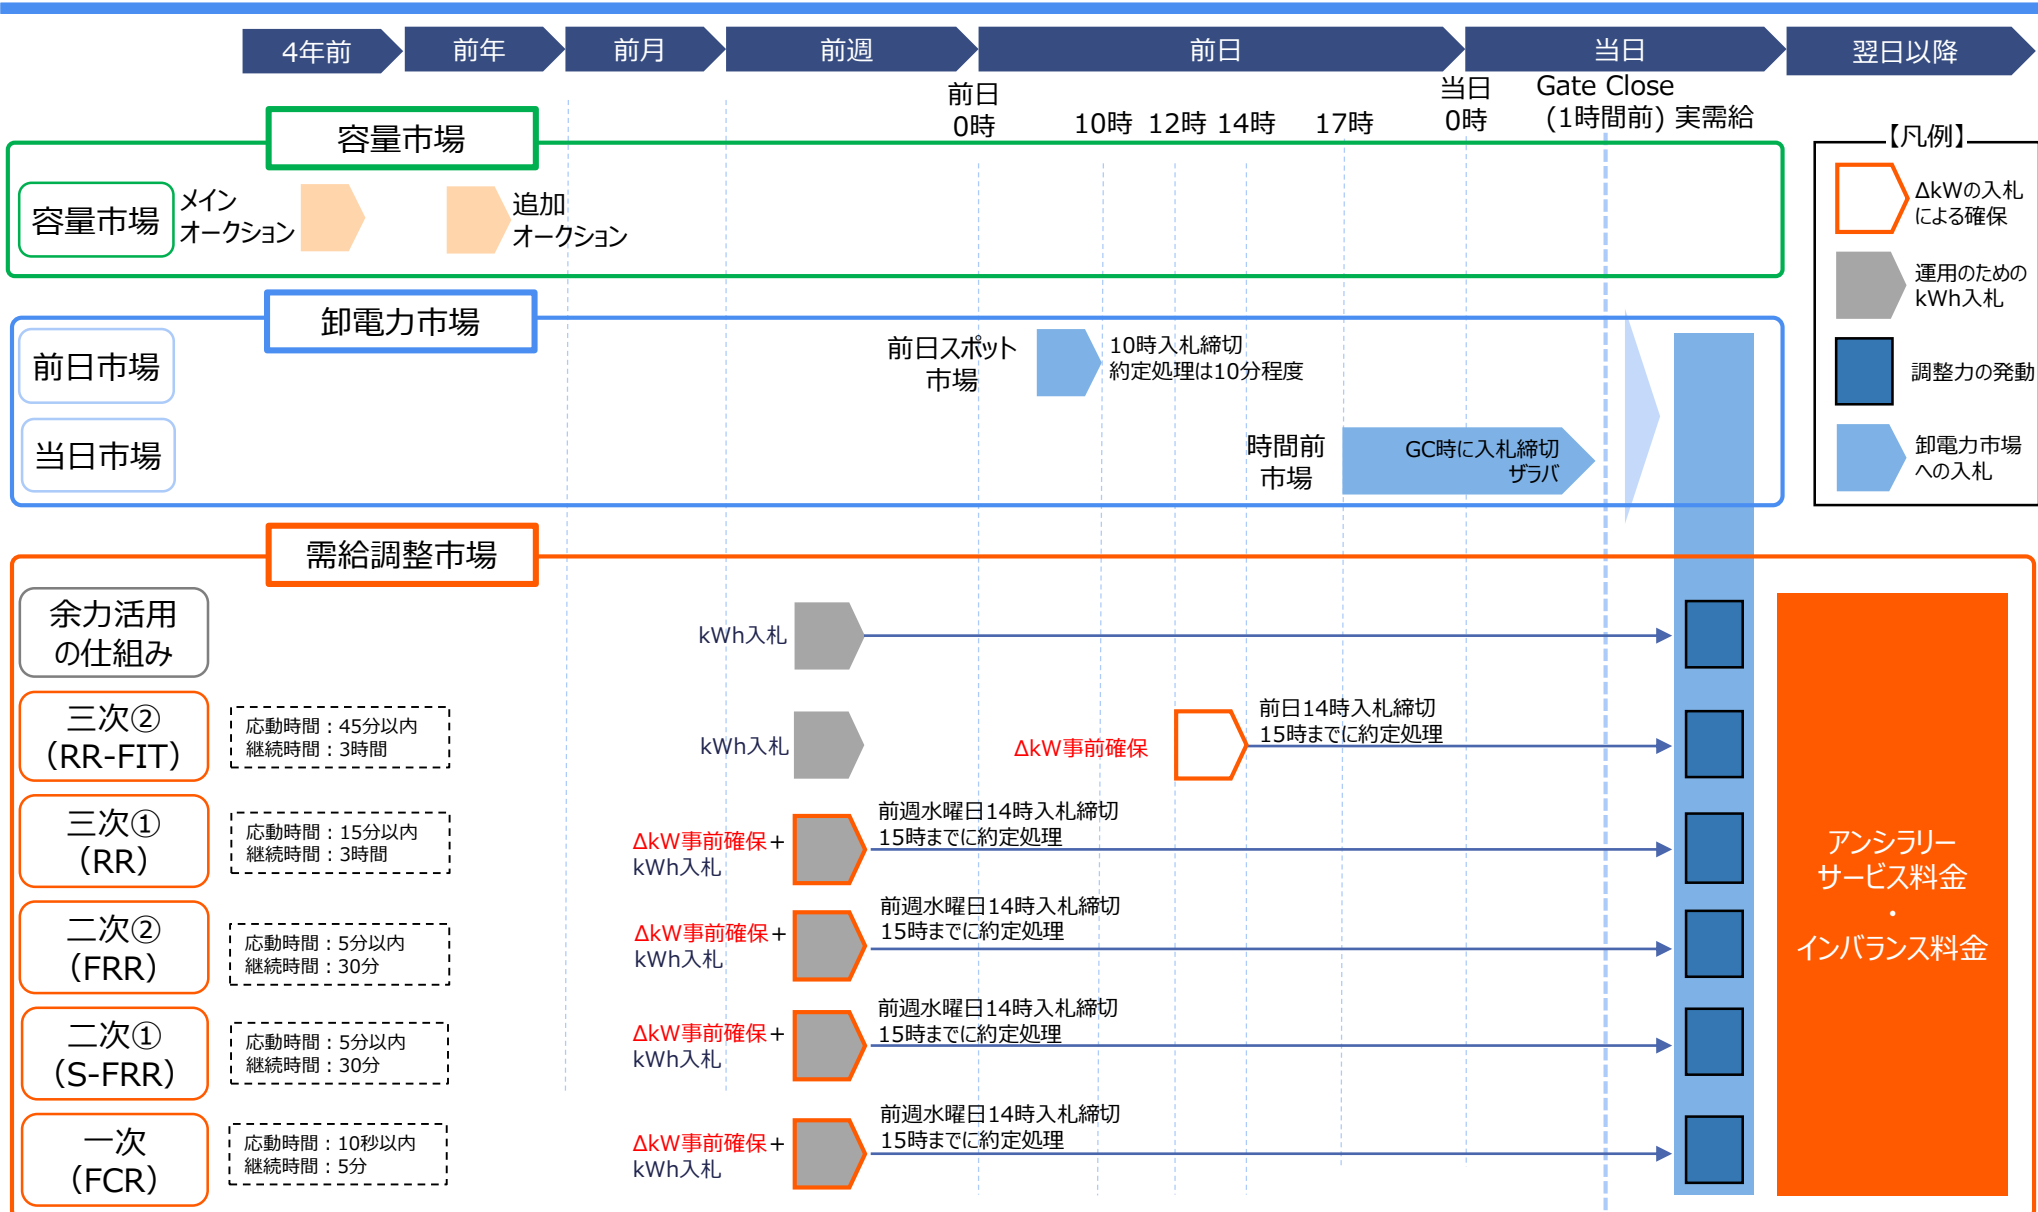 4年前
前年
前月
前週
前日
当日
翌日以降
前日
0時
10時
12時
14時
17時
当日
0時
Gate Close
(1時間前)
実需給
容量市場
容量市場
メイン
オークション
追加
オークション
卸電力市場
前日市場
前日スポット
市場
10時入札締切
約定処理は10分程度
当日市場
時間前
市場
GC時に入札締切
ザラバ
【凡例】
ΔkWの入札
による確保
運用のための
kWh入札
調整力の発動
卸電力市場
への入札
需給調整市場
余力活用
の仕組み
kWh入札
三次②
（RR-FIT）
応動時間：45分以内
継続時間：3時間
kWh入札
ΔkW事前確保
前日14時入札締切
15時までに約定処理
三次①
（RR）
応動時間：15分以内
継続時間：3時間
ΔkW事前確保+
kWh入札
前週水曜日14時入札締切
15時までに約定処理
二次②
（FRR）
応動時間：5分以内
継続時間：30分
ΔkW事前確保+
kWh入札
前週水曜日14時入札締切
15時までに約定処理
二次①
（S-FRR）
応動時間：5分以内
継続時間：30分
ΔkW事前確保+
kWh入札
前週水曜日14時入札締切
15時までに約定処理
一次
（FCR）
応動時間：10秒以内
継続時間：5分
ΔkW事前確保+
kWh入札
前週水曜日14時入札締切
15時までに約定処理
アンシラリー
サービス料金
・
インバランス料金